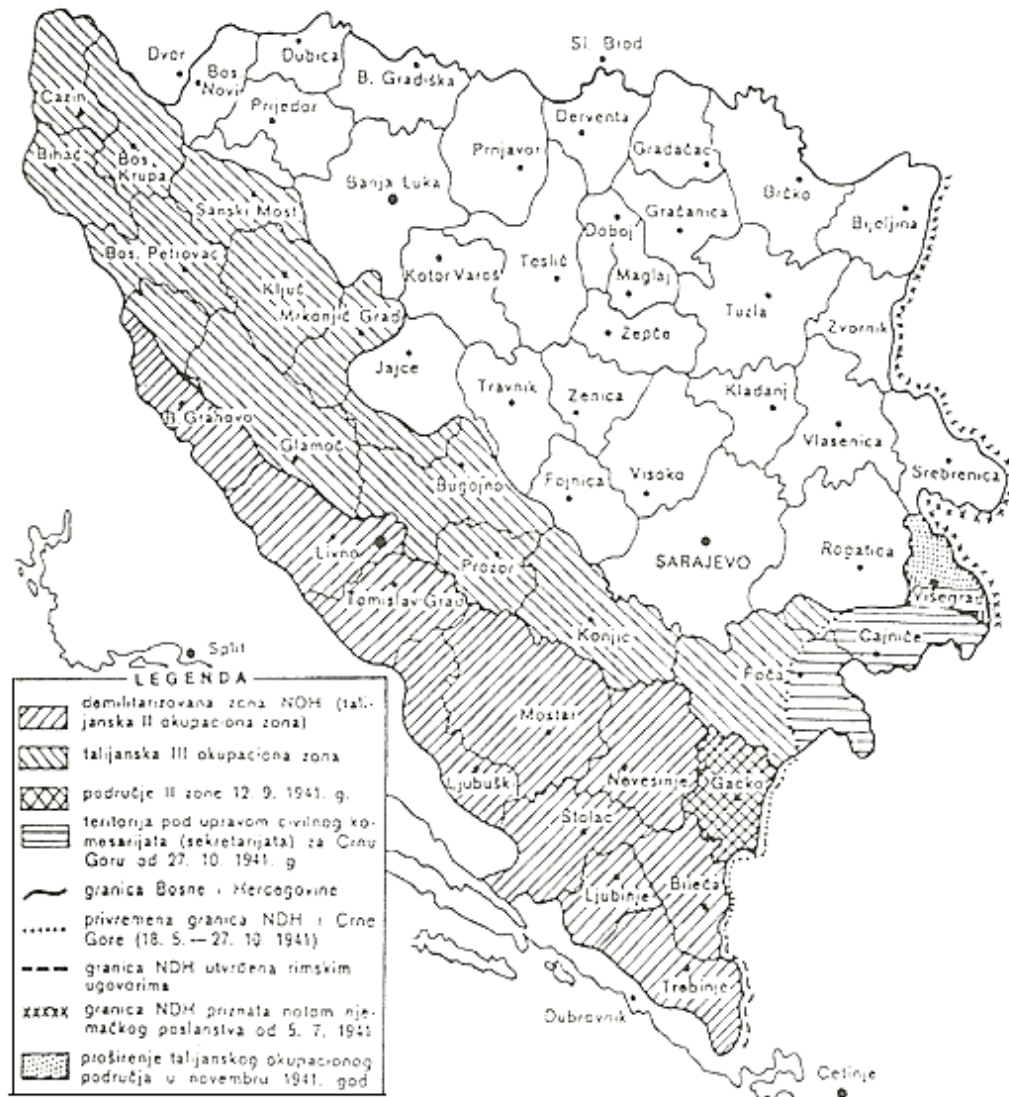 Sl. Brod
Dvor
Dubica
Bos.
Novi
B. Gradiška
Prijedor
Derventa
Cazin
Gradačac
Prnjavor
Bihać
Bos.
Krupa
Banja Luka
Brčko
Sanski Most
Gračanica
Bijeljina
Doboj
Bos. Petrovac
Kotor Varoš
Teslić
Ključ
Maglaj
Tuzla
Mrkonjić Grad
Žepče
Zvornik
Jajce
Travnik
Zenica
Kladanj
B. Grahovo
Glamoč
Vlasenica
Bugojno
Fojnica
Visoko
Srebrenica
Livno
Prozor
SARAJEVO
Rogatica
Tomislav Grad
Višegrad
Konjic
Čajniče
Split
Foča
Mostar
Ljubuški
Nevesinje
Gacko
Stolac
Ljubinje
Bileća
Trebinje
Dubrovnik
Cetinje
LEGENDA
demilitarizovana zona NDH (tali-
janska II okupaciona zona)
talijanska III okupaciona zona
područje II zone 12. 9. 1941. g.
teritorija pod upravom civilnog ko-
mesarijata (sekretarijata) za Crnu
Goru od 27. 10. 1941. g
granica Bosne i Hercegovine
privremena granica NDH i Crne
Gore (18. 5. — 27. 10. 1941)
granica NDH utvrđena rimskim
ugovorima
granica NDH priznata notom nje-
mačkog poslanstva od 5. 7. 1941
proširenje talijanskog okupacionog
područja u novembru 1941. god.